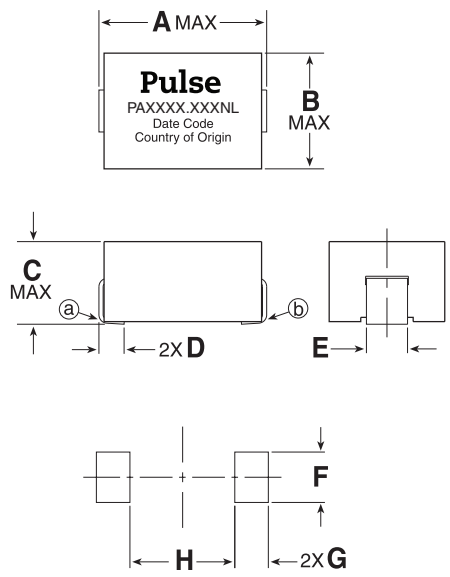 A MAX
Pulse
PAXXXX.XXXNL
Date Code
Country of Origin
B
MAX
C
MAX
a
b
2X D
E
F
H
2X G